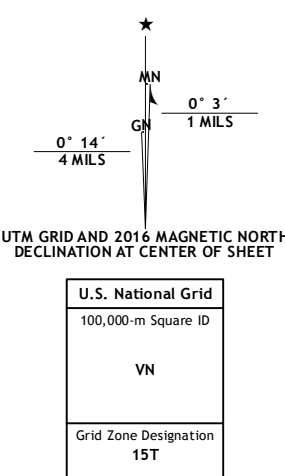 ★
MN
0° 3´
1 MILS
GN
0° 14´
4 MILS
UTM GRID AND 2016 MAGNETIC NORTH
DECLINATION AT CENTER OF SHEET
U.S. National Grid
100,000-m Square ID
VN
Grid Zone Designation
15T